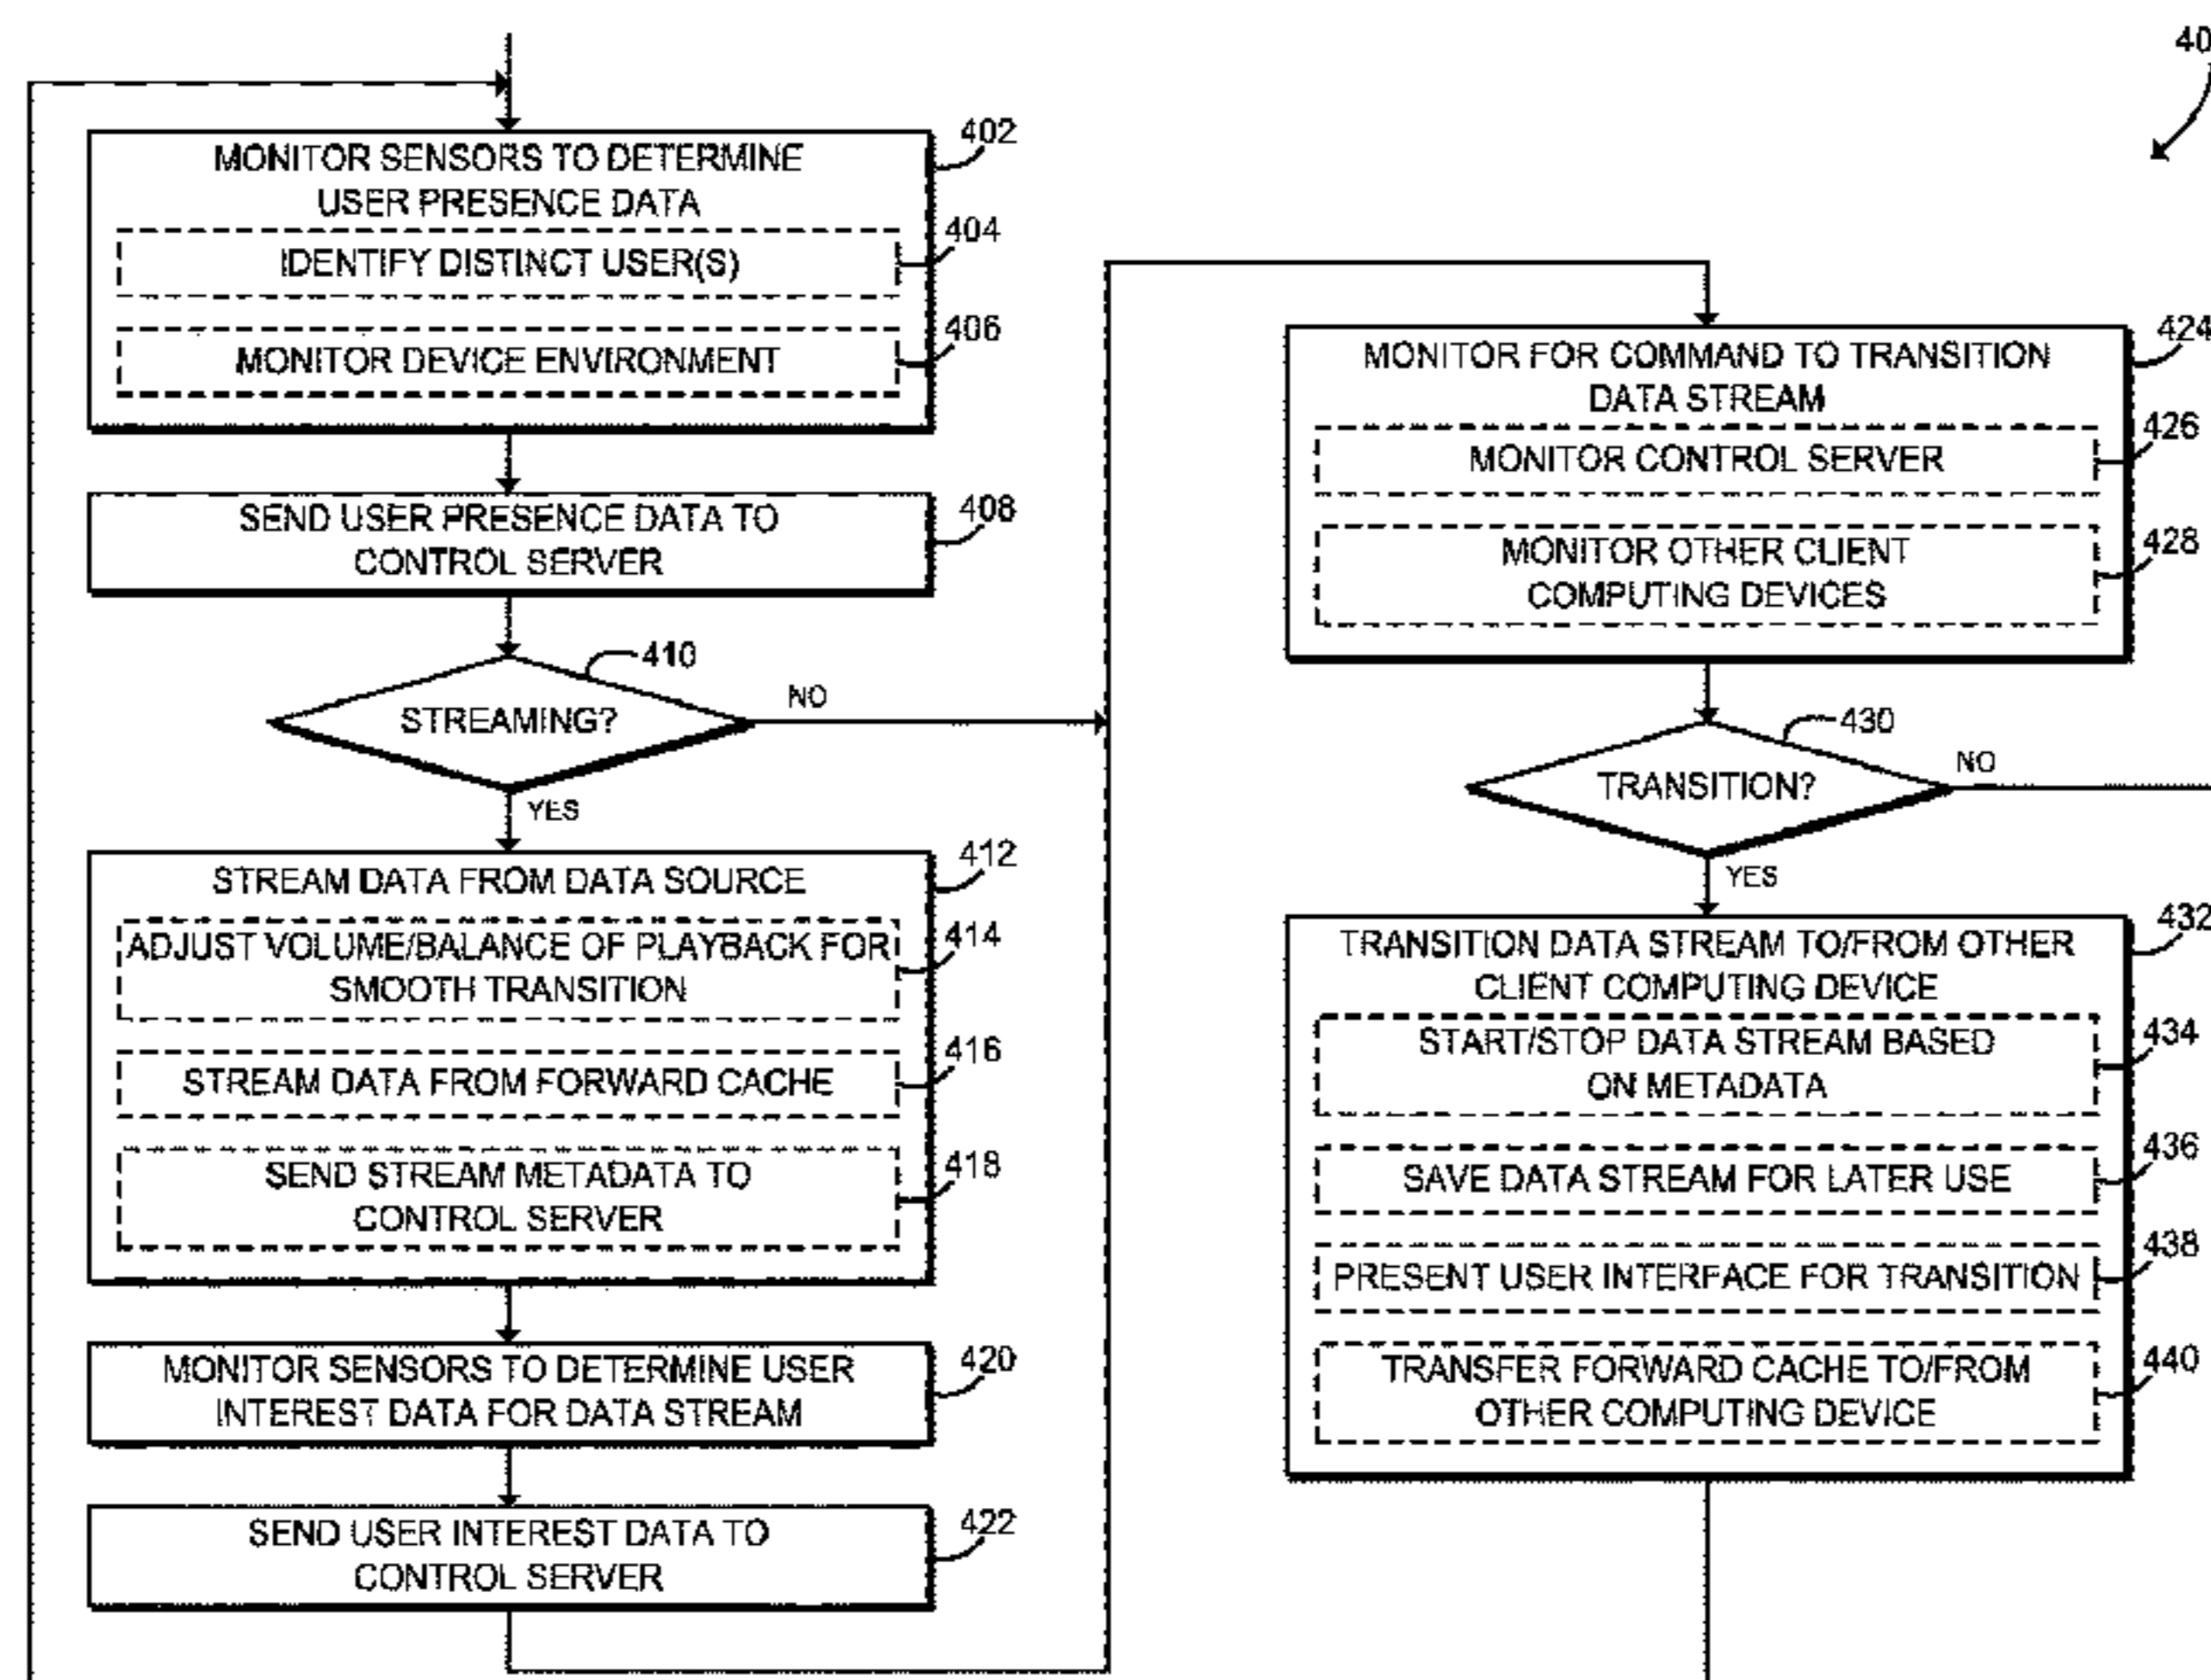 40
402
MONITOR SENSORS TO DETERMINE
USER PRESENCE DATA
404
IDENTIFY DISTINCT USER(S)
406
MONITOR DEVICE ENVIRONMENT
408
SEND USER PRESENCE DATA TO
CONTROL SERVER
410
STREAMING?
NO
YES
412
STREAM DATA FROM DATA SOURCE
414
ADJUST VOLUME/BALANCE OF PLAYBACK FOR
SMOOTH TRANSITION
416
STREAM DATA FROM FORWARD CACHE
418
SEND STREAM METADATA TO
CONTROL SERVER
420
MONITOR SENSORS TO DETERMINE USER
INTEREST DATA FOR DATA STREAM
422
SEND USER INTEREST DATA TO
CONTROL SERVER
424
MONITOR FOR COMMAND TO TRANSITION
DATA STREAM
426
MONITOR CONTROL SERVER
428
MONITOR OTHER CLIENT
COMPUTING DEVICES
430
TRANSITION?
NO
YES
432
TRANSITION DATA STREAM TO/FROM OTHER
CLIENT COMPUTING DEVICE
434
START/STOP DATA STREAM BASED
ON METADATA
436
SAVE DATA STREAM FOR LATER USE
438
PRESENT USER INTERFACE FOR TRANSITION
440
TRANSFER FORWARD CACHE TO/FROM
OTHER COMPUTING DEVICE